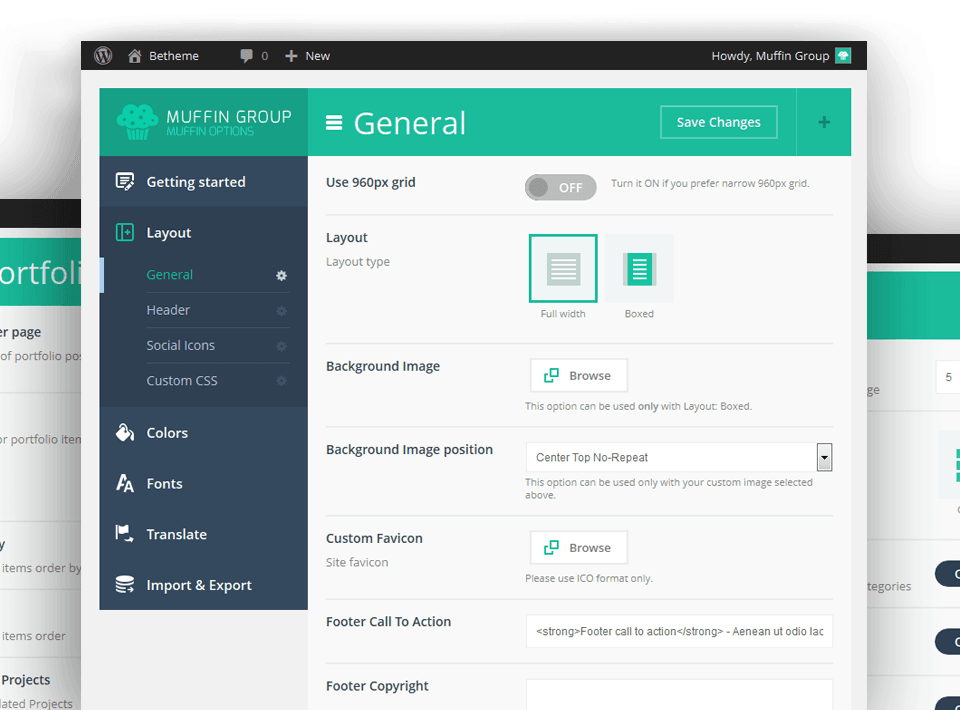 Betheme
0
New
Howdy, Muffin Group
MUFFIN GROUP
MUFFIN OPTIONS
General
Save Changes
Getting started
Layout
General
Header
Social Icons
Custom CSS
Colors
Fonts
Translate
Import & Export
Use 960px grid
OFF
Turn it ON if you prefer narrow 960px grid.
Layout
Layout type
Full width
Boxed
Background Image
Browse
This option can be used only with Layout: Boxed.
Background Image position
Center Top No-Repeat
This option can be used only with your custom image selected
above.
Custom Favicon
Site favicon
Browse
Please use ICO format only.
Footer Call To Action
<strong>Footer call to action</strong> - Aenean ut odio lac
Footer Copyright
ortfoli
er page
of portfolio pos
or portfolio item
y
items order by
items order
Projects
lated Projects
5
ge
tegories